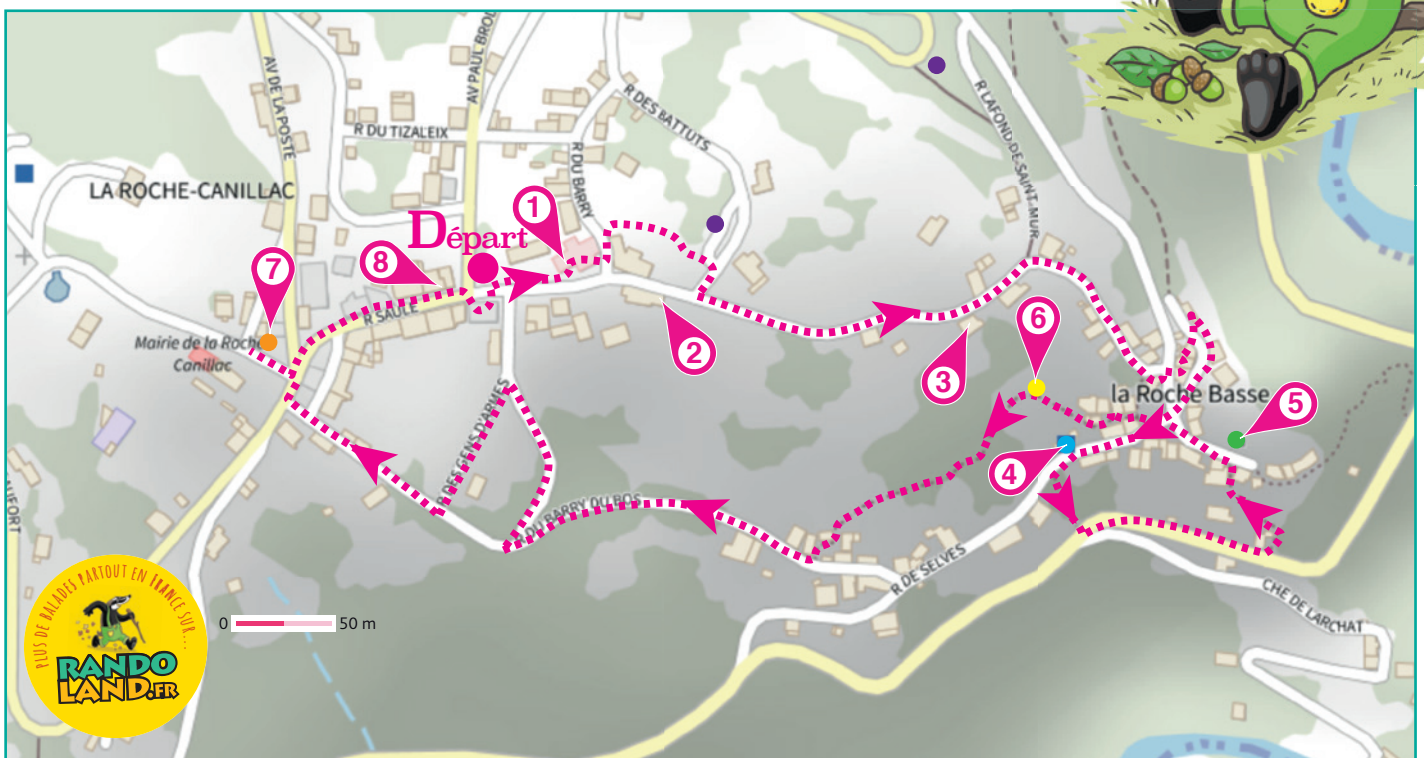 AV DE LA POSTE
AV PAUL BROU
R DU TIZALEIX
R DES BATTUTS
R DU BARRY
R LAFOND-DE-SAINT-MUR
LA ROCHE-CANILLAC
Départ
1
8
7
R SAULE
Mairie de la Roche
Canillac
2
3
6
la Roche Basse
5
4
R DES GENS D'ARMES
R DU BARRY DU BOS
R DE SELVES
CHE DE LARCHAT
AUFORT
0 50 m
PLUS DE BALADES PARTOUT EN FRANCE SUR...
RANDO
LAND.FR